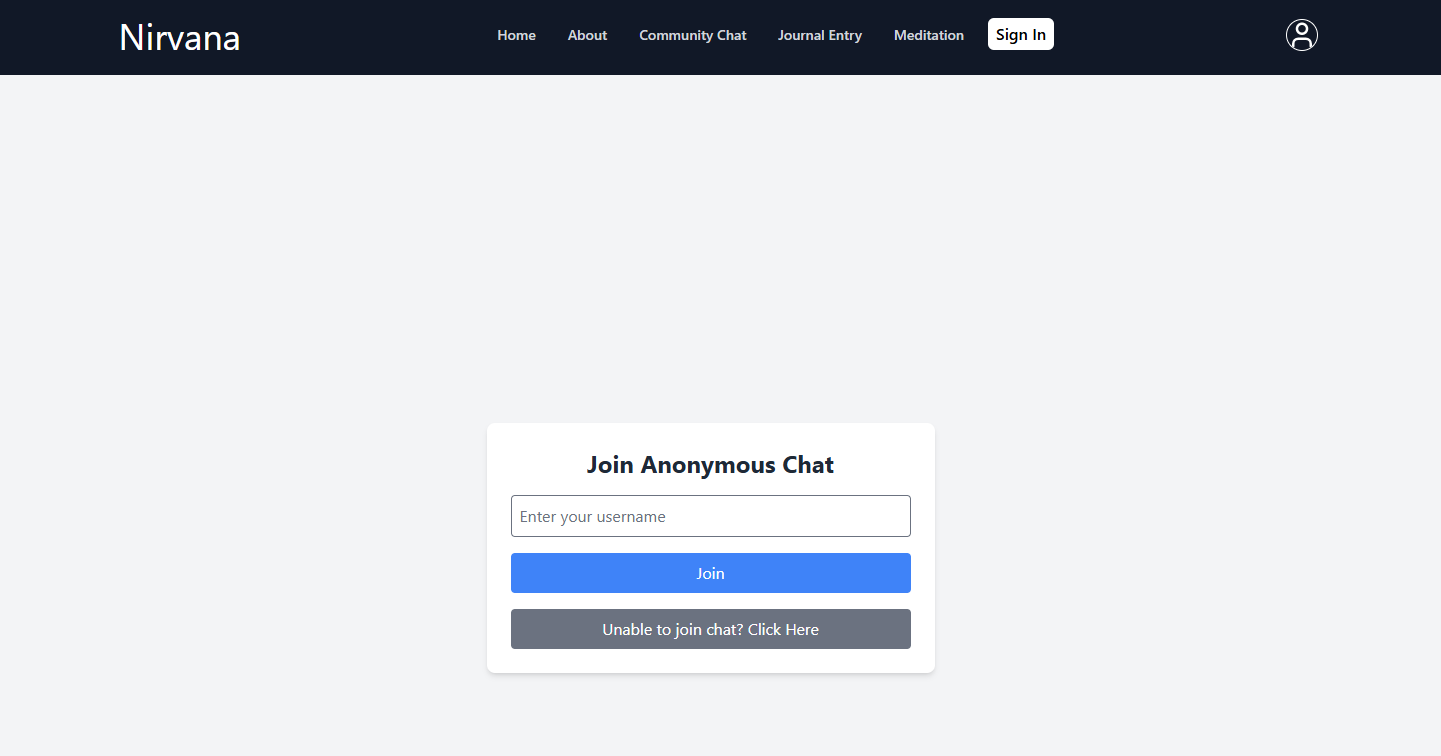 Nirvana
Home About Community Chat Journal Entry Meditation Sign In
Join Anonymous Chat
Enter your username
Join
Unable to join chat? Click Here